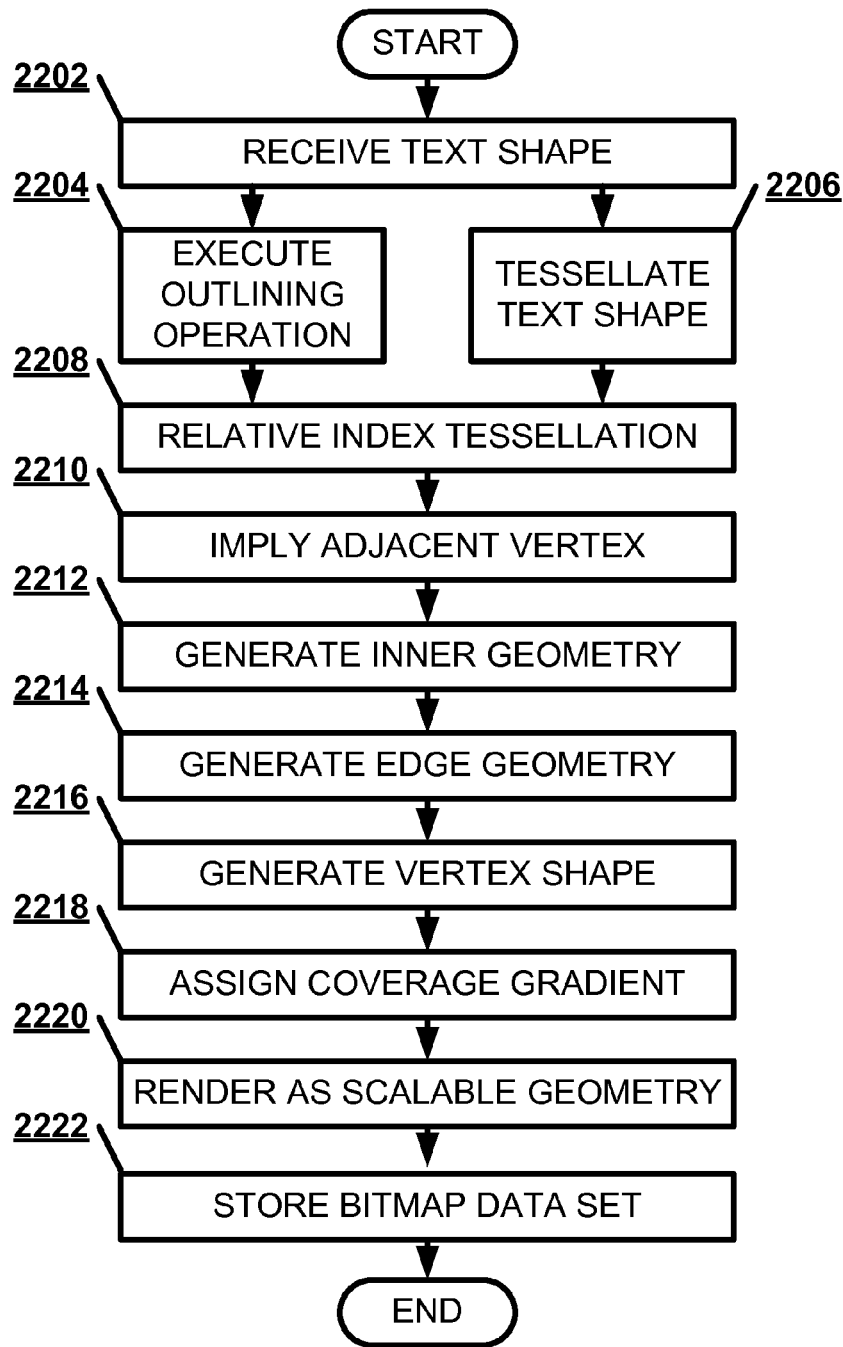 START
2202
RECEIVE TEXT SHAPE
2204
2206
EXECUTE
OUTLINING
OPERATION
TESSELLATE
TEXT SHAPE
2208
RELATIVE INDEX TESSELLATION
2210
IMPLY ADJACENT VERTEX
2212
GENERATE INNER GEOMETRY
2214
GENERATE EDGE GEOMETRY
2216
GENERATE VERTEX SHAPE
2218
ASSIGN COVERAGE GRADIENT
2220
RENDER AS SCALABLE GEOMETRY
2222
STORE BITMAP DATA SET
END